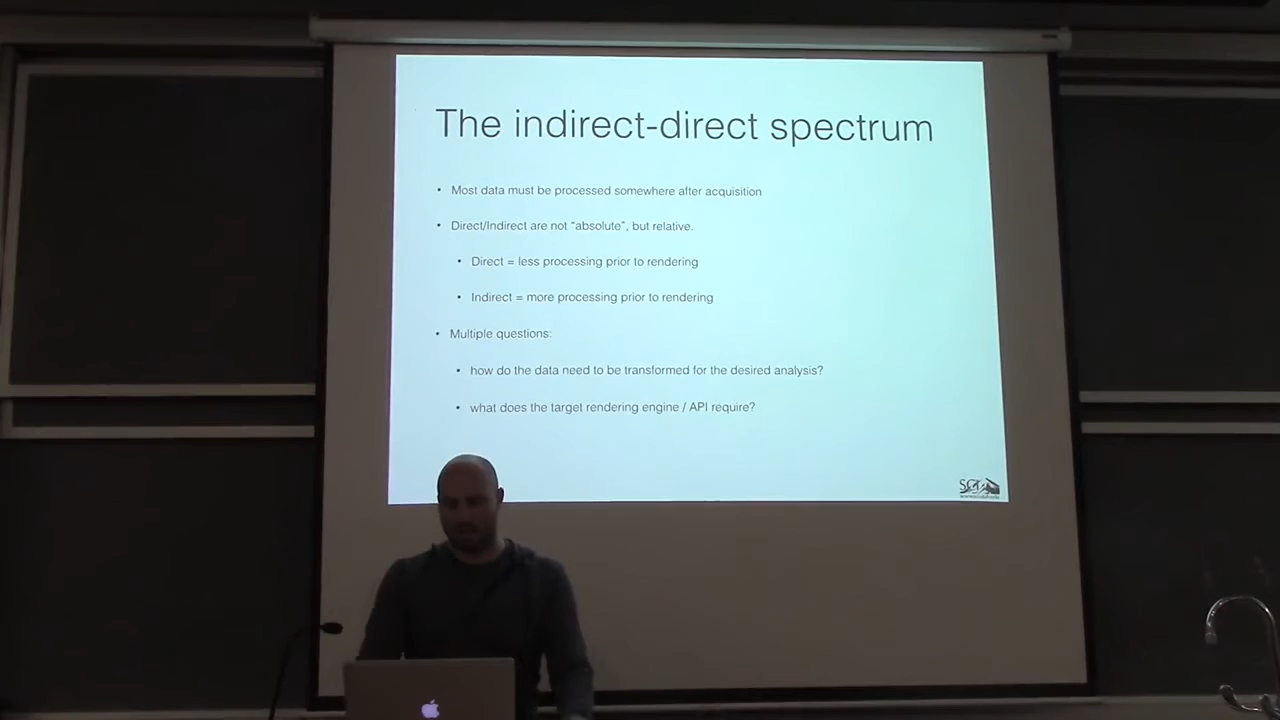 The indirect-direct spectrum
• Most data must be processed somewhere after acquisition
• Direct/Indirect are not “absolute”, but relative.
• Direct = less processing prior to rendering
• Indirect = more processing prior to rendering
• Multiple questions:
• how do the data need to be transformed for the desired analysis?
• what does the target rendering engine / API require?
SCI